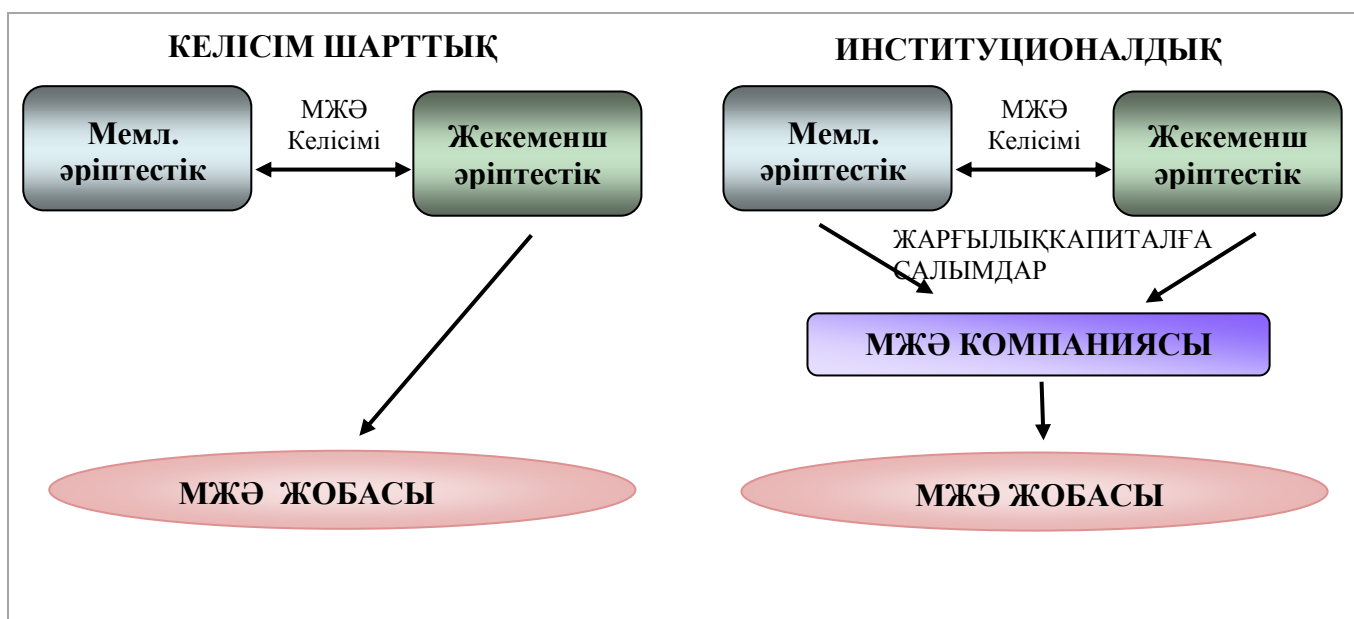 КЕЛІСІМ ШАРТТЫҚ
Мемл.
әріптестік
МЖӘ
Келісімі
Жекеменш
әріптестік
МЖӘ  ЖОБАСЫ
ИНСТИТУЦИОНАЛДЫҚ
Мемл.
әріптестік
МЖӘ
Келісімі
Жекеменш
әріптестік
ЖАРҒЫЛЫҚКАПИТАЛҒА
САЛЫМДАР
МЖӘ КОМПАНИЯСЫ
МЖӘ ЖОБАСЫ